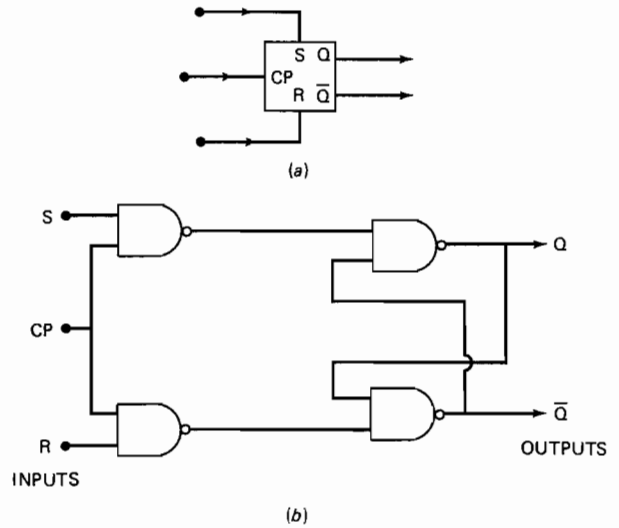 S Q
CP
R Q̅
(a)
S
Q
CP
R
Q̅
INPUTS
OUTPUTS
(b)